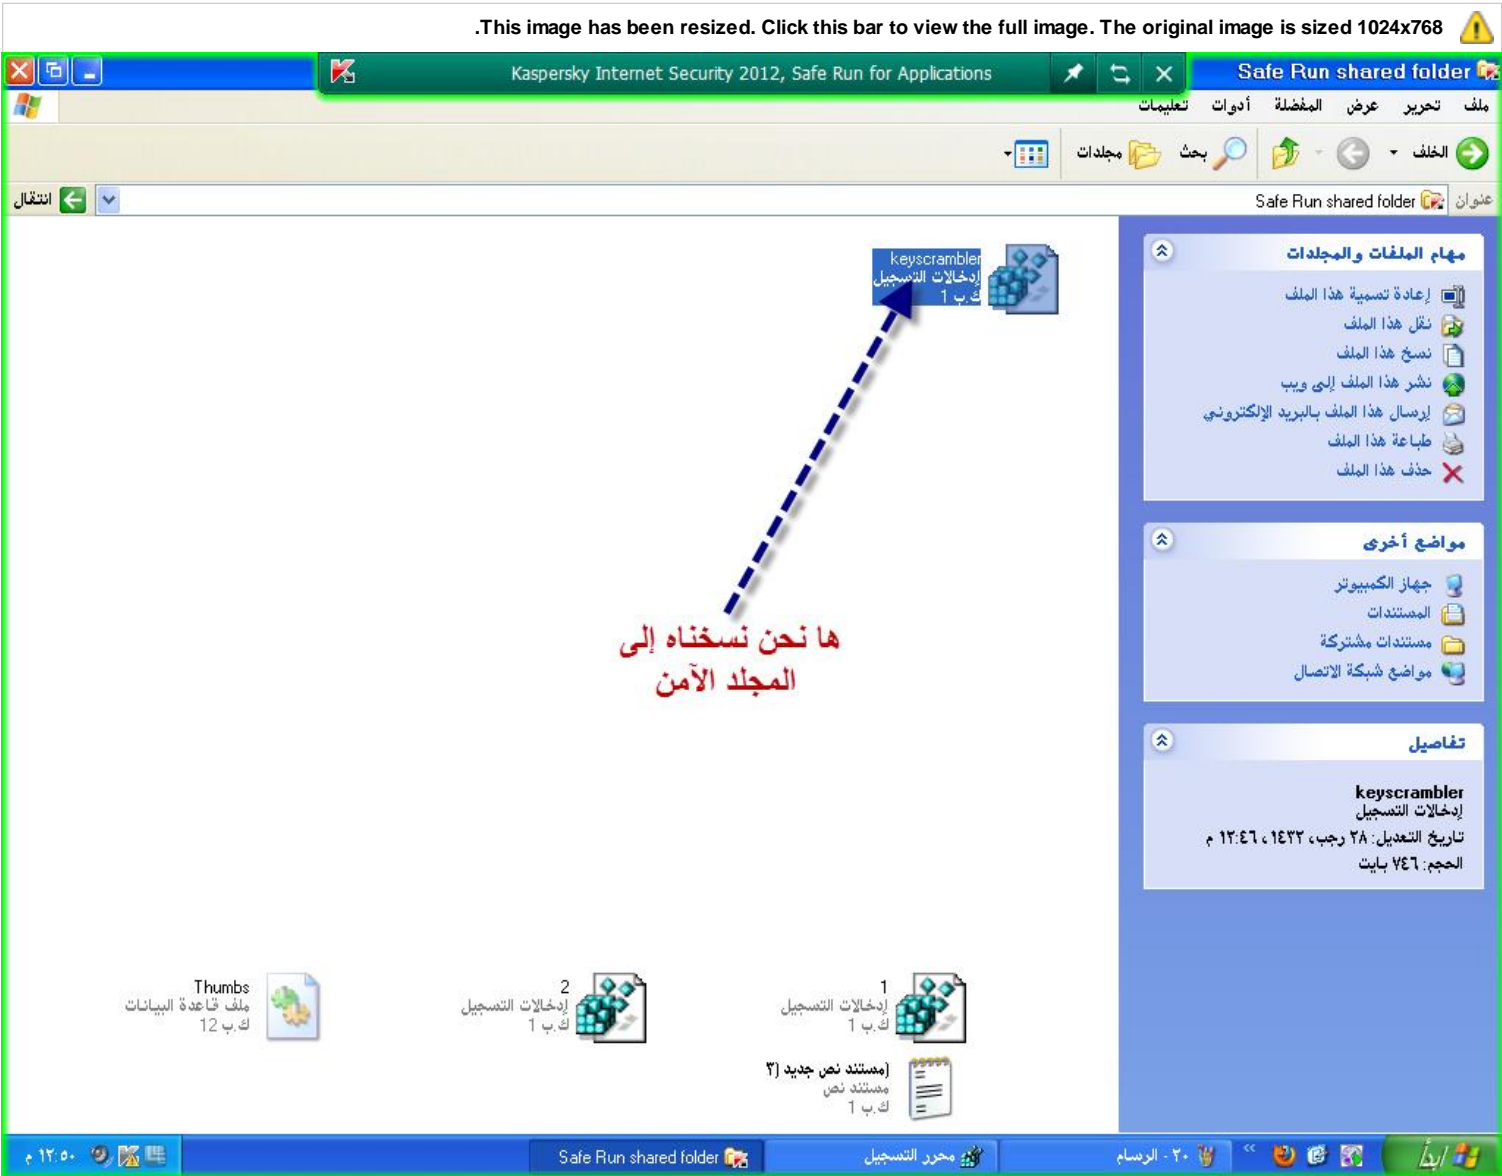 .This image has been resized. Click this bar to view the full image. The original image is sized 1024x768
Safe Run shared folder
Kaspersky Internet Security 2012, Safe Run for Applications
ملف تحرير عرض المفضلة أدوات تعليمات
الخلف بحث مجلدات
عنوان Safe Run shared folder انتقال
مهام الملفات والمجلدات
إعادة تسمية هذا الملف
نقل هذا الملف
نسخ هذا الملف
نشر هذا الملف إلى ويب
إرسال هذا الملف بالبريد الإلكتروني
طباعة هذا الملف
حذف هذا الملف
مواضع أخرى
جهاز الكمبيوتر
المستندات
مستندات مشتركة
مواضع شبكة الاتصال
تفاصيل
keyscrambler
إدخالات التسجيل
تاريخ التعديل: ٢٨ رجب، ١٤٣٢، ١٢:٤٦ م
الحجم: ٧٤٦ بايت
keyscrambler
إدخالات التسجيل
1 ك.ب
ها نحن نسخناه إلى
المجلد الآمن
1
إدخالات التسجيل
1 ك.ب
2
إدخالات التسجيل
1 ك.ب
Thumbs
ملف قاعدة البيانات
12 ك.ب
(مستند نص جديد (٣
مستند نص
1 ك.ب
ابدأ
٢٠ - الرسام
محرر التسجيل
Safe Run shared folder
١٢:٥٠ م